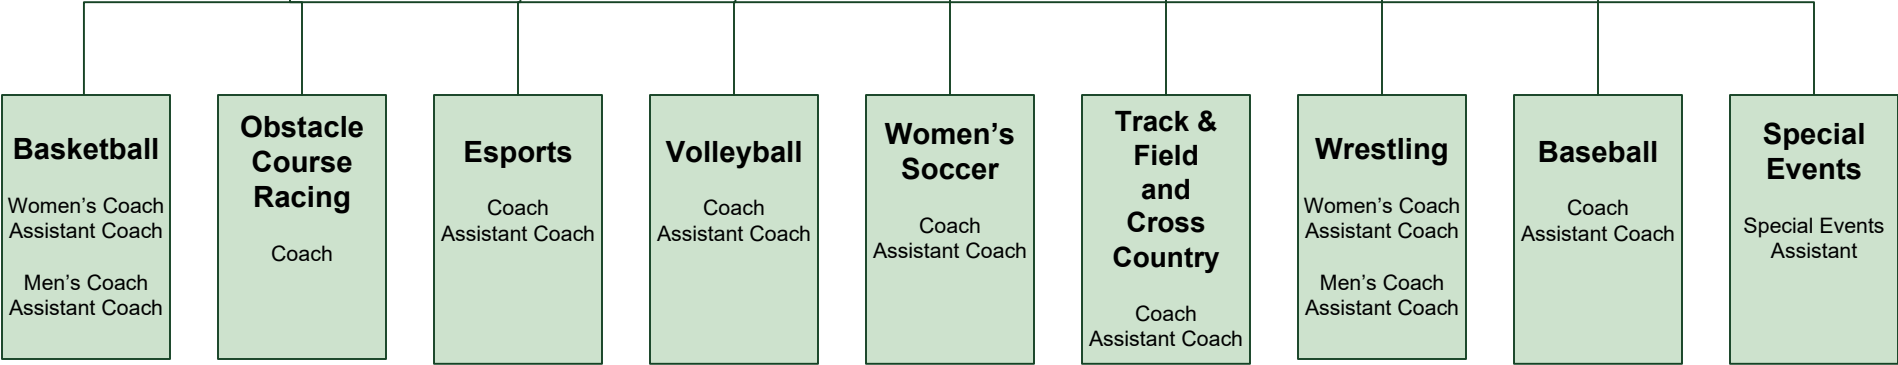 Basketball
Women’s Coach
Assistant Coach
Men’s Coach
Assistant Coach
Obstacle
Course
Racing
Coach
Esports
Coach
Assistant Coach
Volleyball
Coach
Assistant Coach
Women’s
Soccer
Coach
Assistant Coach
Track &
Field
and
Cross
Country
Coach
Assistant Coach
Wrestling
Women’s Coach
Assistant Coach
Men’s Coach
Assistant Coach
Baseball
Coach
Assistant Coach
Special
Events
Special Events
Assistant